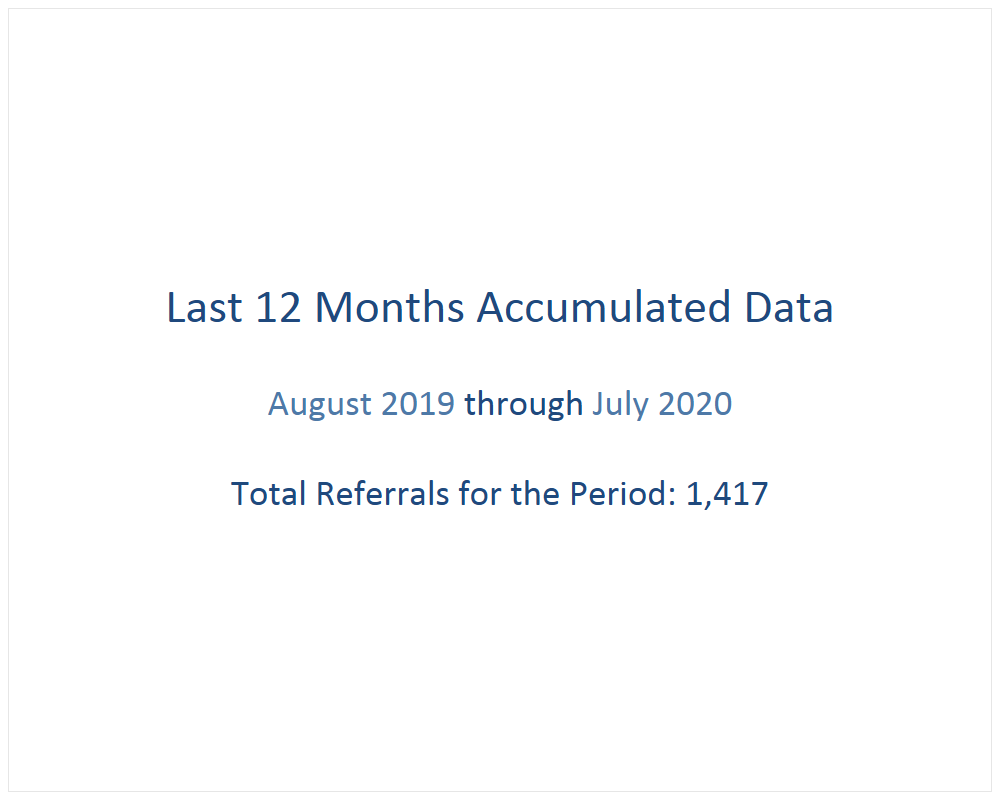 Last 12 Months Accumulated Data
August 2019 through July 2020
Total Referrals for the Period: 1,417